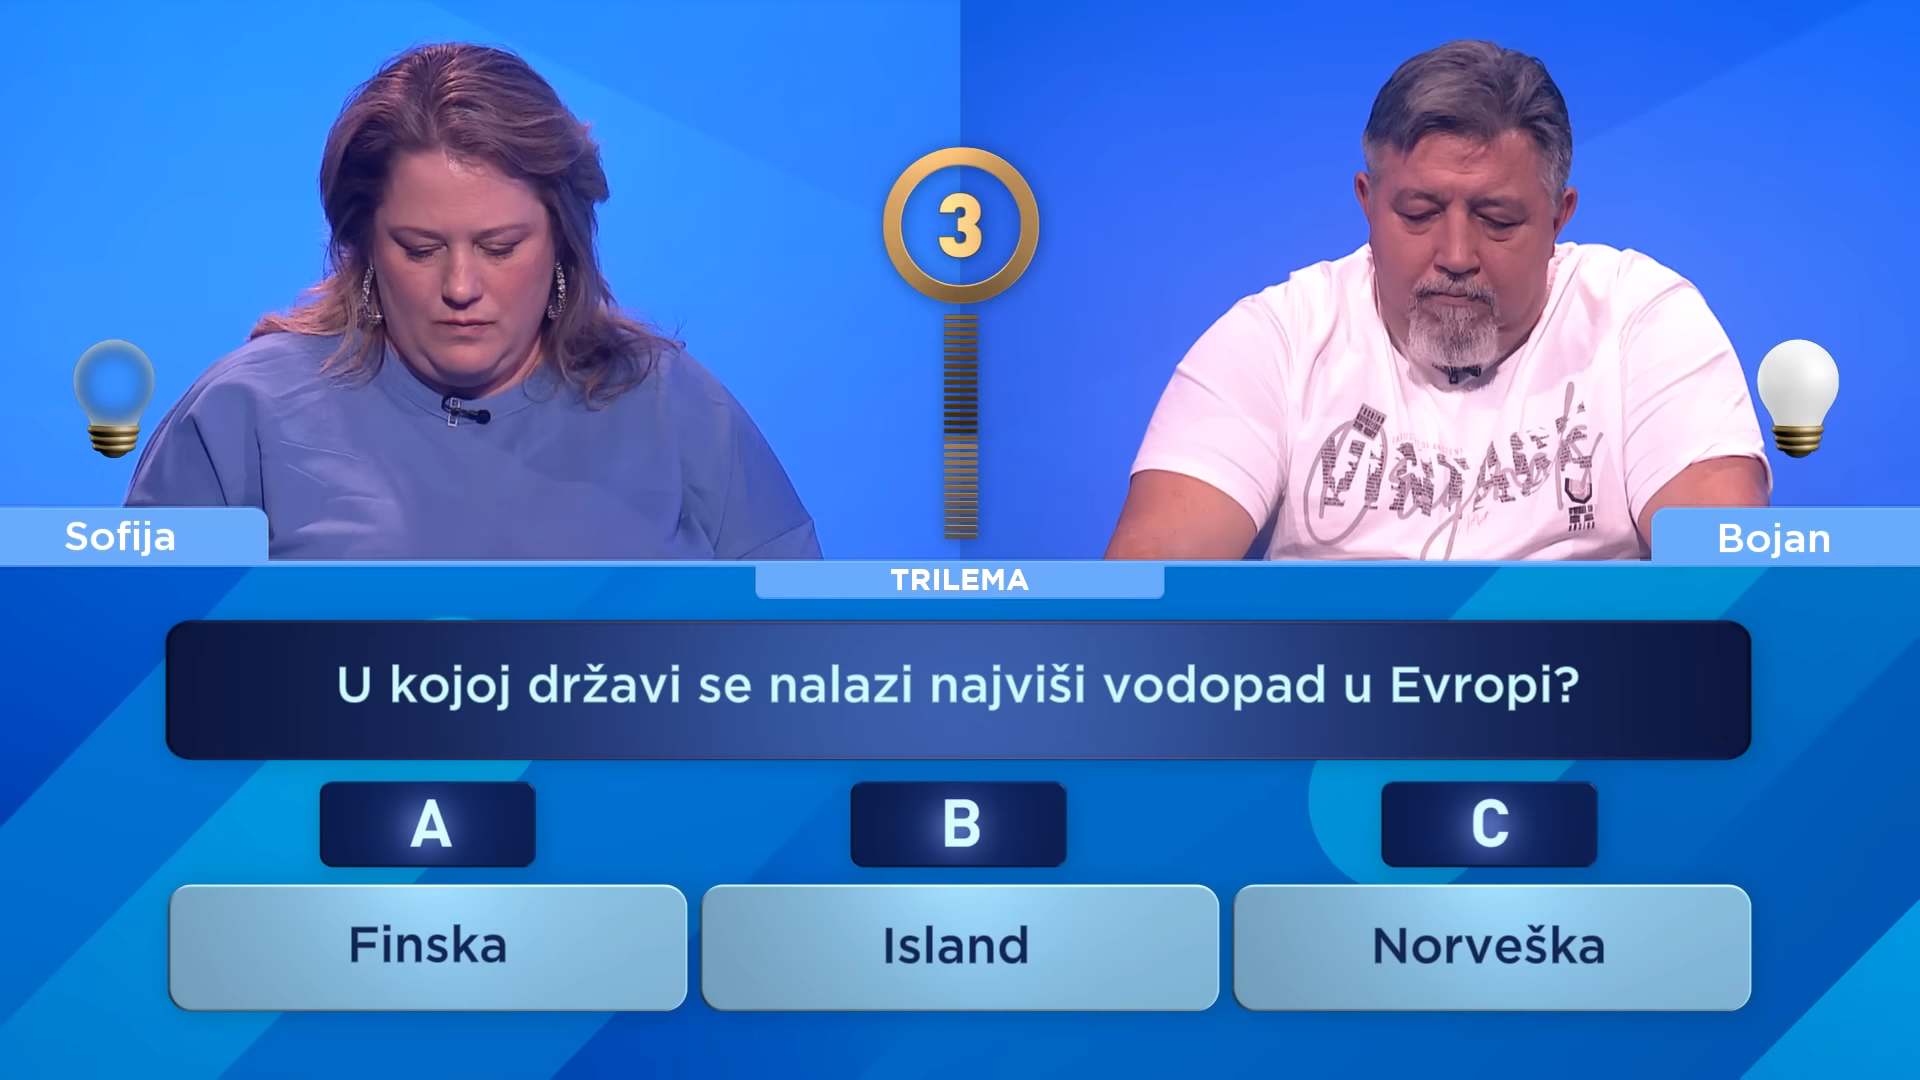 3
Sofija
Bojan
TRILEMA
U kojoj državi se nalazi najviši vodopad u Evropi?
A
B
C
Finska
Island
Norveška